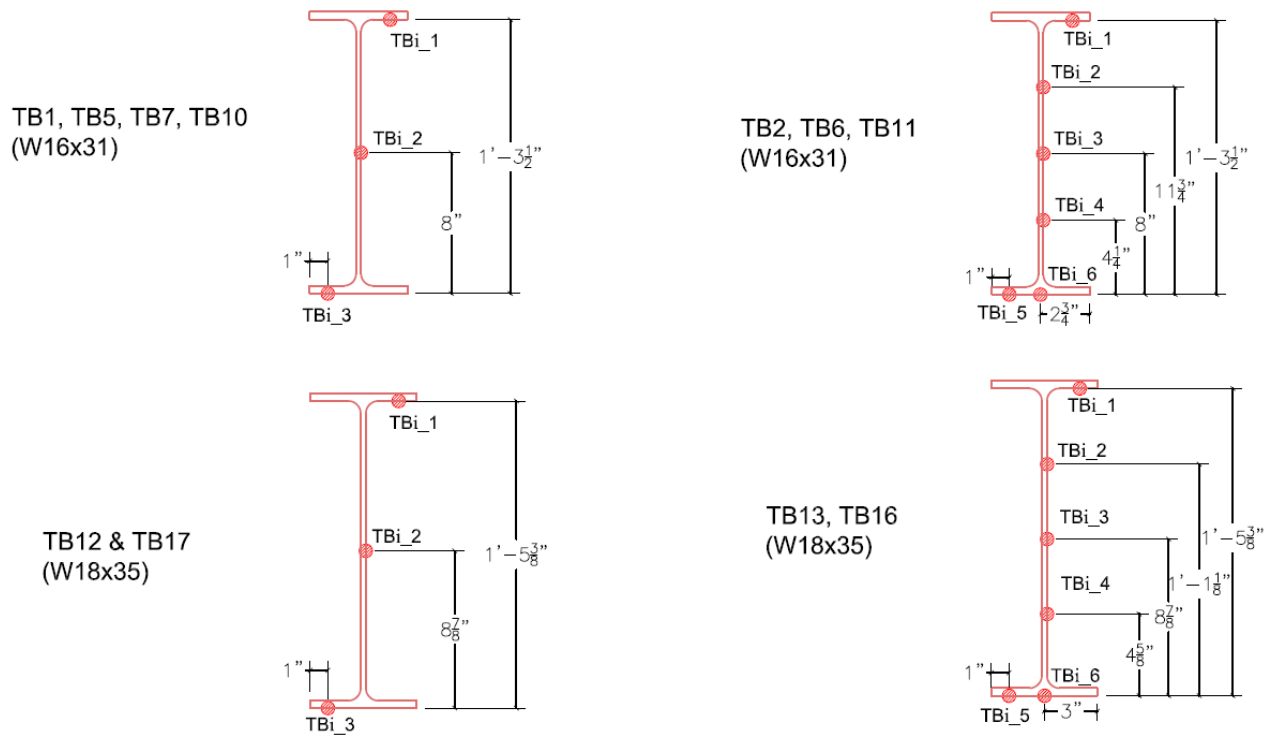 TBi_1
TB1, TB5, TB7, TB10
(W16x31)
TBi_2
1'-3½"
8"
1"
TBi_3
TBi_1
TBi_2
TB2, TB6, TB11
(W16x31)
TBi_3
1'-3½"
11¾"
TBi_4
8"
4¼"
1"
TBi_6
TBi_5
2¾"
TBi_1
TB12 & TB17
(W18x35)
TBi_2
1'-5⅜"
8⅞"
1"
TBi_3
TBi_1
TBi_2
TB13, TB16
(W18x35)
TBi_3
1'-5⅜"
1'-1⅛"
TBi_4
8⅞"
4⅝"
1"
TBi_6
TBi_5
3"